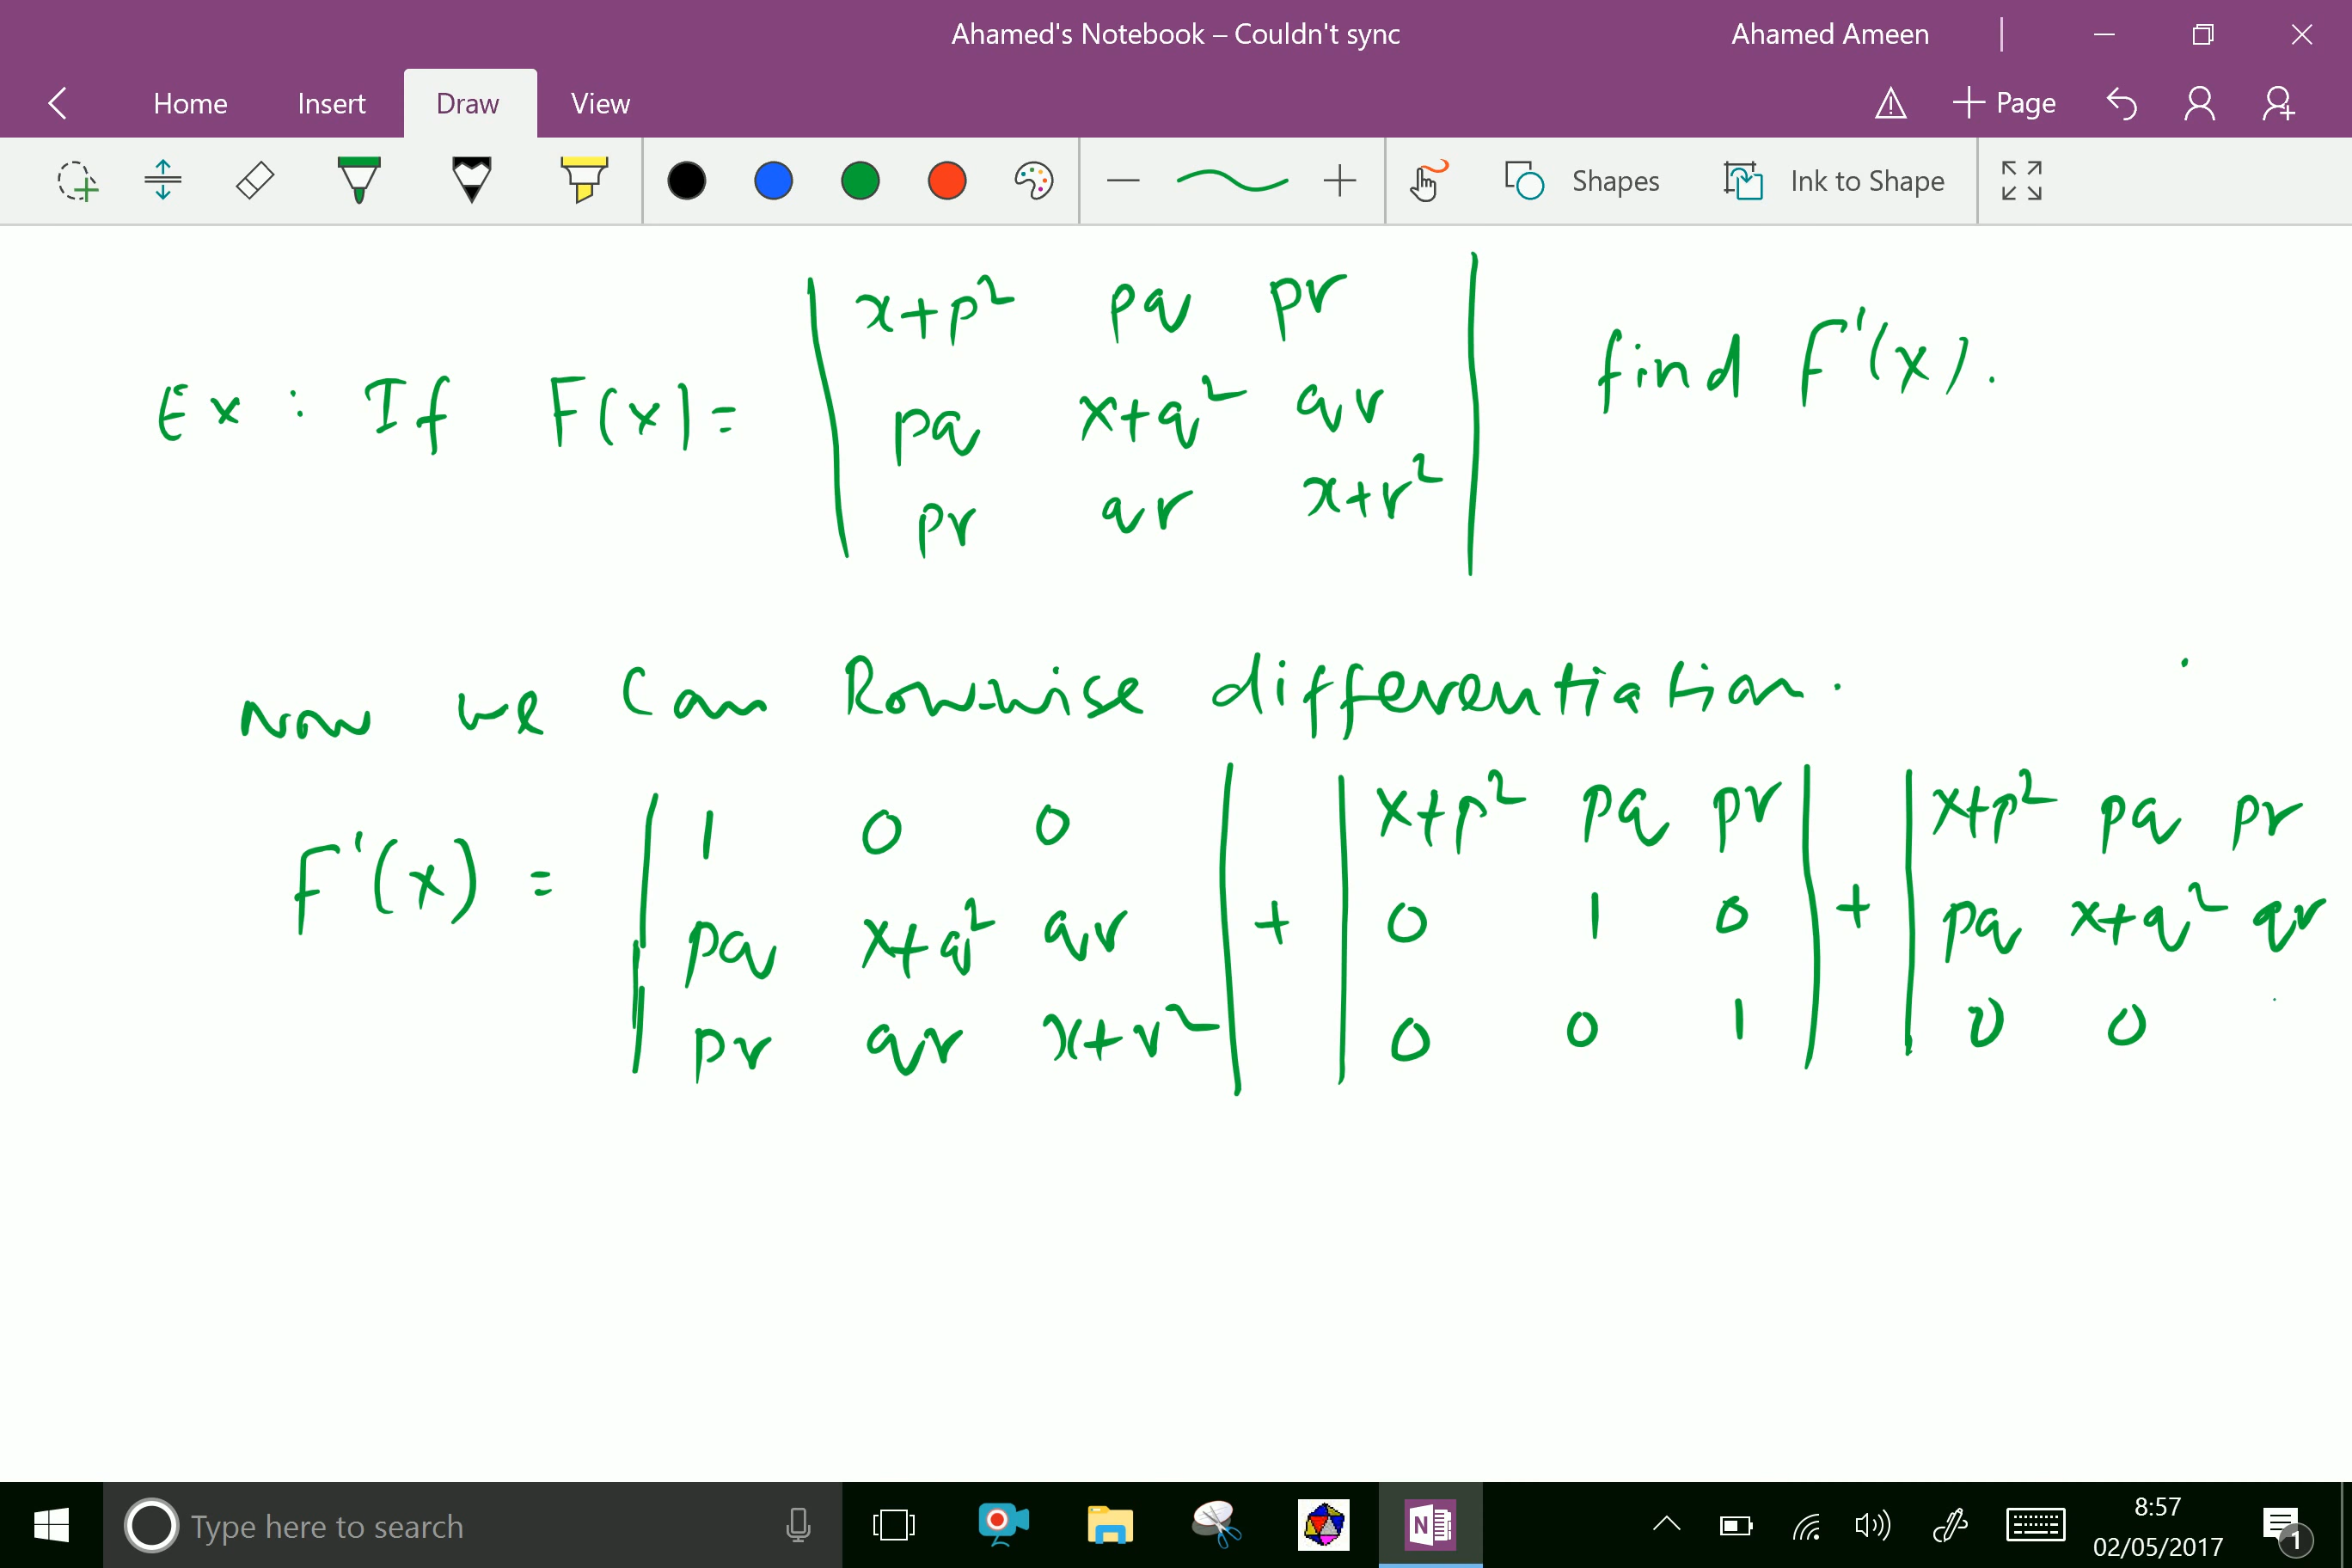 Ahamed's Notebook – Couldn't sync Ahamed Ameen
Home Insert Draw View + Page
Shapes Ink to Shape
Ex : If F(x) = | x+p² pq pr | find F'(x).
| pq x+q² qr |
| pr qr x+r² |
now we can Row-wise differentiation.
F'(x) = | 1 0 0 | + | x+p² pq pr | + | x+p² pq pr
| pq x+q² qr | | 0 1 0 | | pq x+q² qr
| pr qr x+r² | | 0 0 1 | | 0 0
Type here to search
N
8:57
02/05/2017
1